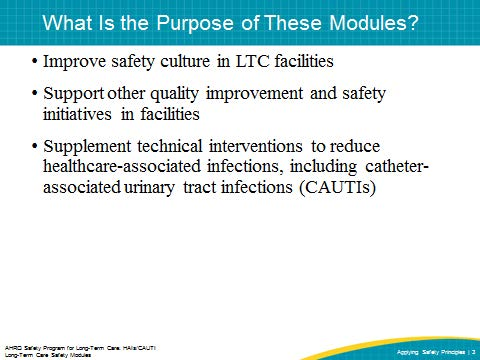 What Is the Purpose of These Modules?
• Improve safety culture in LTC facilities
• Support other quality improvement and safety
initiatives in facilities
• Supplement technical interventions to reduce
healthcare-associated infections, including catheter-
associated urinary tract infections (CAUTIs)
AHRQ Safety Program for Long-Term Care: HAIs/CAUTI
Long-Term Care Safety Modules
Applying Safety Principles | 3